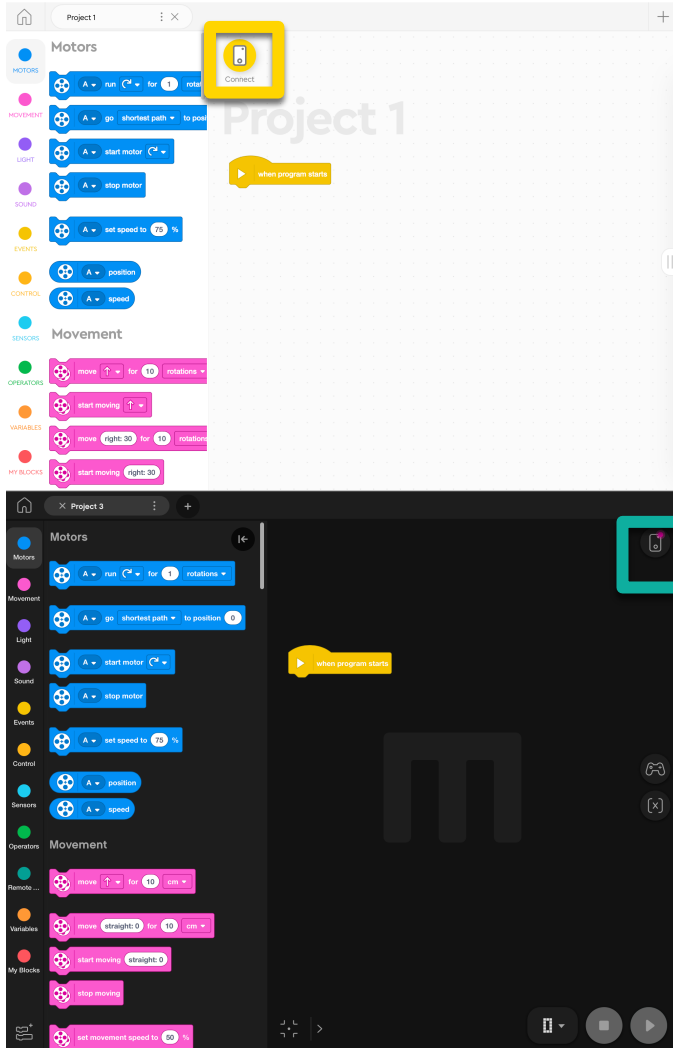 Project 1
Motors
MOTORS
Connect
A run for 1 rotat
MOVEMENT
Project 1
A go shortest path to posi
LIGHT
A start motor
when program starts
A stop motor
SOUND
A set speed to 75 %
EVENTS
A position
CONTROL
A speed
SENSORS
Movement
move for 10 rotations
OPERATORS
start moving
VARIABLES
move right: 30 for 10 rotations
MY BLOCKS
start moving right: 30
Project 3
Motors
Motors
A run for 1 rotations
Movement
A go shortest path to position 0
Light
A start motor
when program starts
Sound
A stop motor
Events
A set speed to 75 %
Control
A position
Sensors
A speed
Operators
Movement
move for 10 cm
Remote ...
Variables
move straight: 0 for 10 cm
start moving straight: 0
My Blocks
stop moving
set movement speed to 50 %